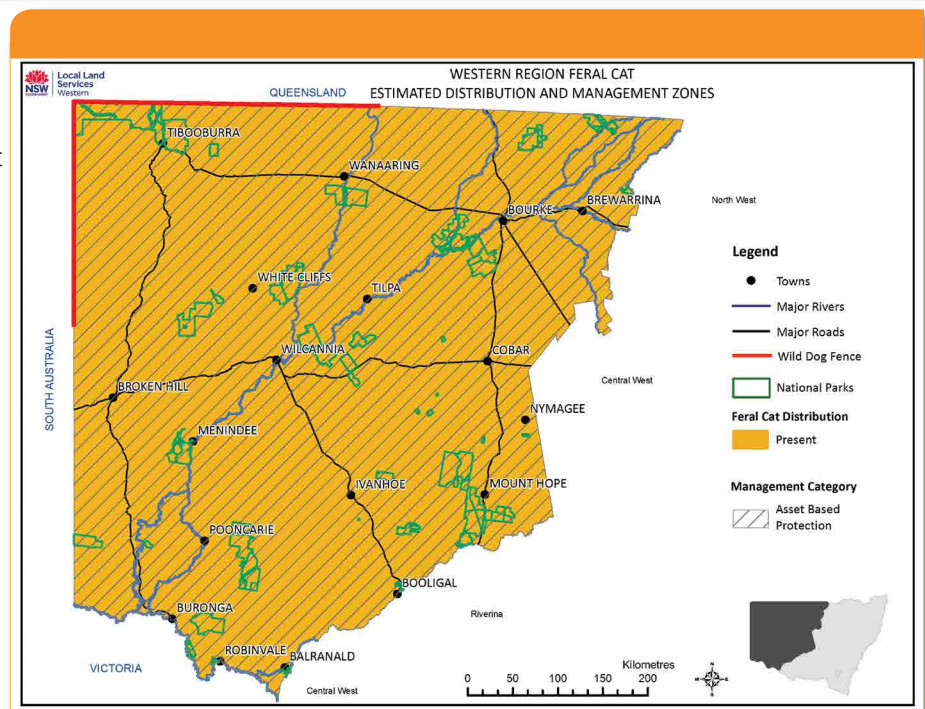 NSW
GOVERNMENT
Local Land
Services
Western
WESTERN REGION FERAL CAT
ESTIMATED DISTRIBUTION AND MANAGEMENT ZONES
QUEENSLAND
TIBOOBURRA
WANAARING
BOURKE
BREWARRINA
North West
WHITE CLIFFS
TILPA
WILCANNIA
COBAR
SOUTH AUSTRALIA
BROKEN HILL
Central West
NYMAGEE
MENINDEE
IVANHOE
MOUNT HOPE
POONCARIE
BOOLIGAL
BURONGA
Riverina
ROBINVALE
BALRANALD
VICTORIA
Central West
Legend
Towns
Major Rivers
Major Roads
Wild Dog Fence
National Parks
Feral Cat Distribution
Present
Management Category
Asset Based
Protection
Kilometres
0 50 100 150 200
N
W E
S